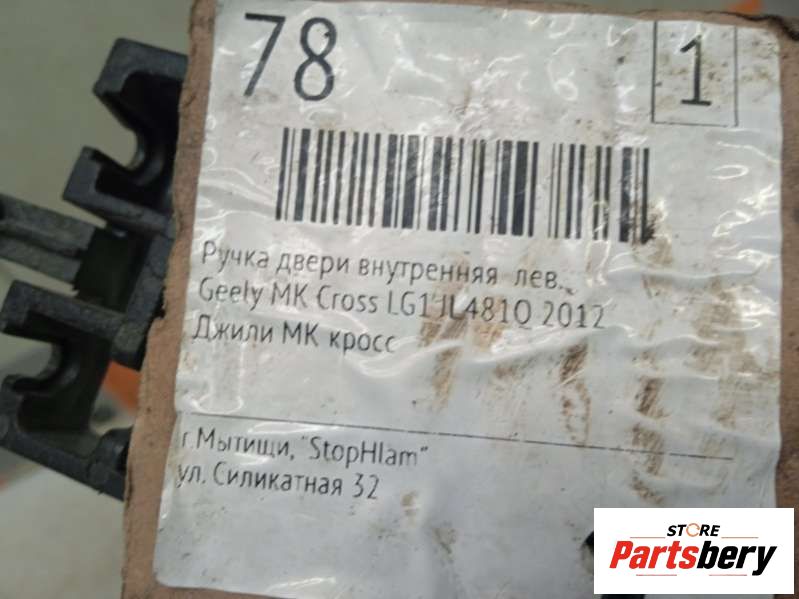 78
1
Ручка двери внутренняя лев.
Geely MK Cross LG1 JL481Q 2012
Джили МК кросс
г.Мытищи, "StopHlam"
ул. Силикатная 32
STORE
Partsbery